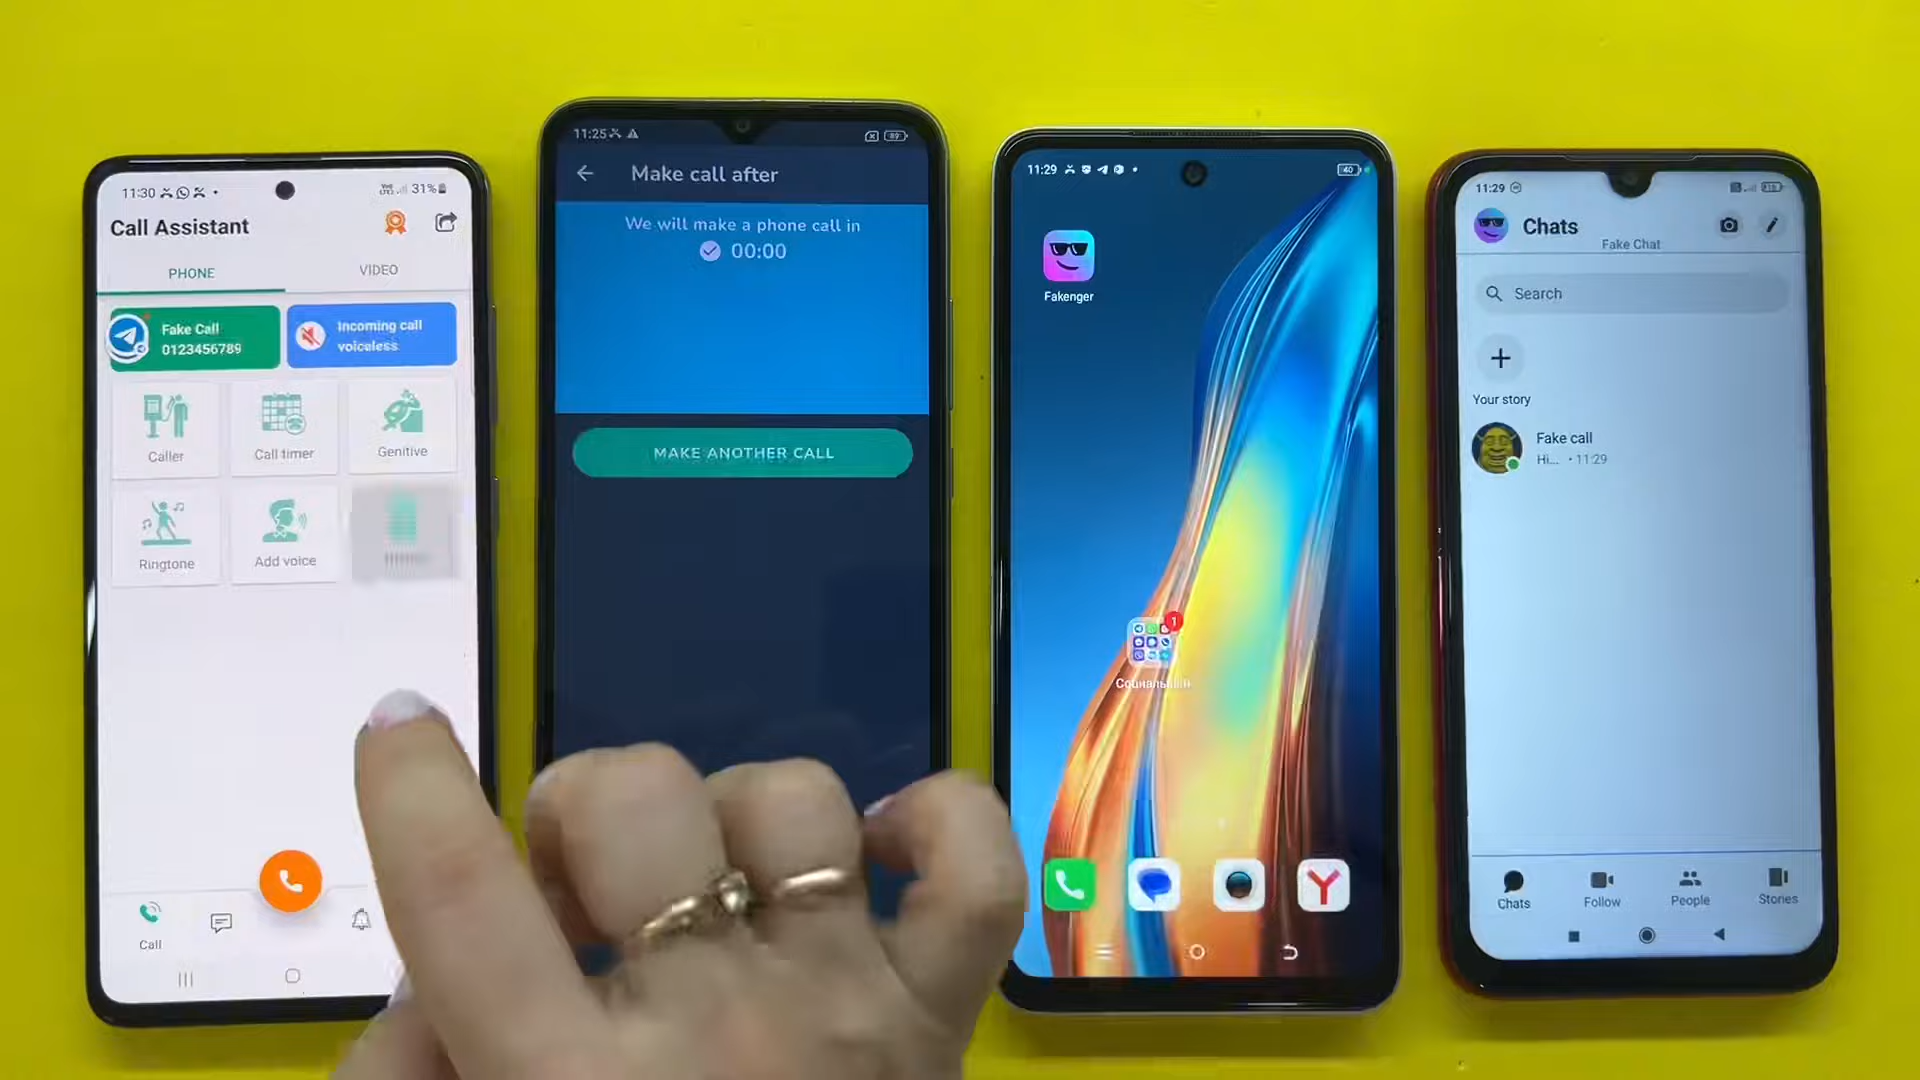 11:30
31%
Call Assistant
PHONE
VIDEO
Fake Call
0123456789
Incoming call
voiceless
Caller
Call timer
Genitive
Ringtone
Add voice
Call
11:25
89
Make call after
We will make a phone call in
00:00
MAKE ANOTHER CALL
11:29
40
Fakenger
1
11:29
Chats
Fake Chat
Search
Your story
Fake call
Hi... • 11:29
Chats
Follow
People
Stories